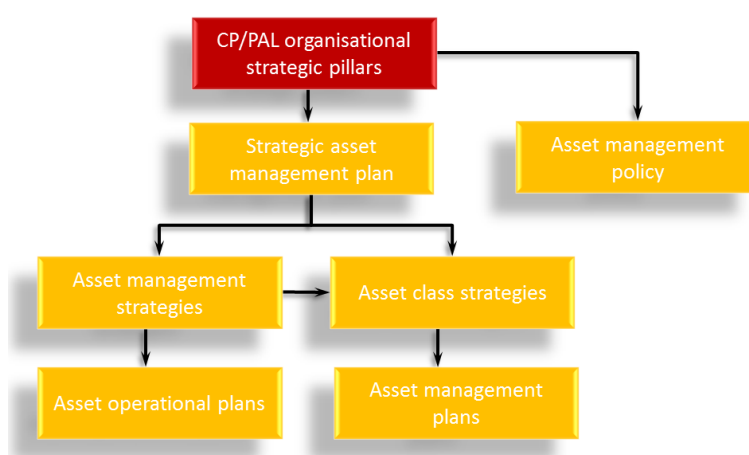 CP/PAL organisational
strategic pillars
Strategic asset
management plan
Asset management
policy
Asset management
strategies
Asset class strategies
Asset operational plans
Asset management
plans